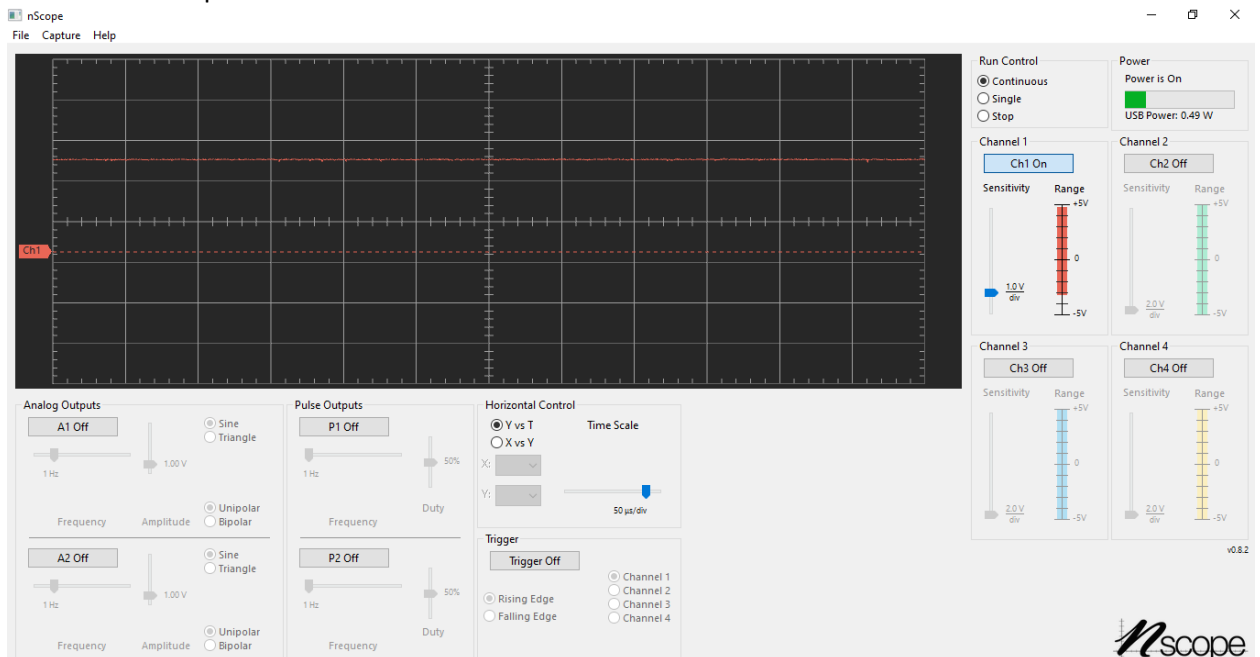 nScope
File Capture Help
Ch1
Run Control
Continuous
Single
Stop
Power
Power is On
USB Power: 0.49 W
Channel 1
Ch1 On
Sensitivity Range
+5V
0
-5V
1.0 V
div
Channel 2
Ch2 Off
Sensitivity Range
+5V
0
-5V
2.0 V
div
Channel 3
Ch3 Off
Sensitivity Range
+5V
0
-5V
2.0 V
div
Channel 4
Ch4 Off
Sensitivity Range
+5V
0
-5V
2.0 V
div
Analog Outputs
A1 Off
Sine
Triangle
1.00 V
1 Hz
Unipolar
Bipolar
Frequency Amplitude
A2 Off
Sine
Triangle
1.00 V
1 Hz
Unipolar
Bipolar
Frequency Amplitude
Pulse Outputs
P1 Off
50%
1 Hz
Duty
Frequency
P2 Off
50%
1 Hz
Duty
Frequency
Horizontal Control
Y vs T
X vs Y
Time Scale
X:
Y:
50 µs/div
Trigger
Trigger Off
Rising Edge
Falling Edge
Channel 1
Channel 2
Channel 3
Channel 4
v0.8.2
nscope